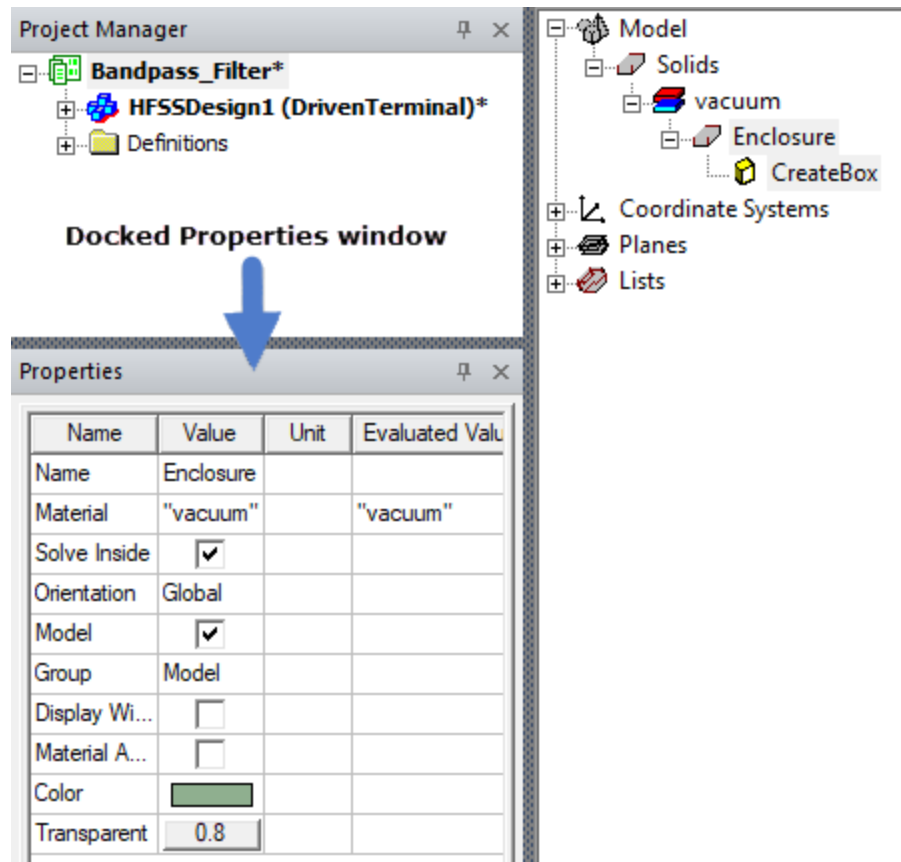 Project Manager
Bandpass_Filter*
HFSSDesign1 (DrivenTerminal)*
Definitions
Docked Properties window
Properties
Name Value Unit Evaluated Valu
Name Enclosure
Material "vacuum" "vacuum"
Solve Inside
Orientation Global
Model
Group Model
Display Wi...
Material A...
Color
Transparent 0.8
Model
Solids
vacuum
Enclosure
CreateBox
Coordinate Systems
Planes
Lists